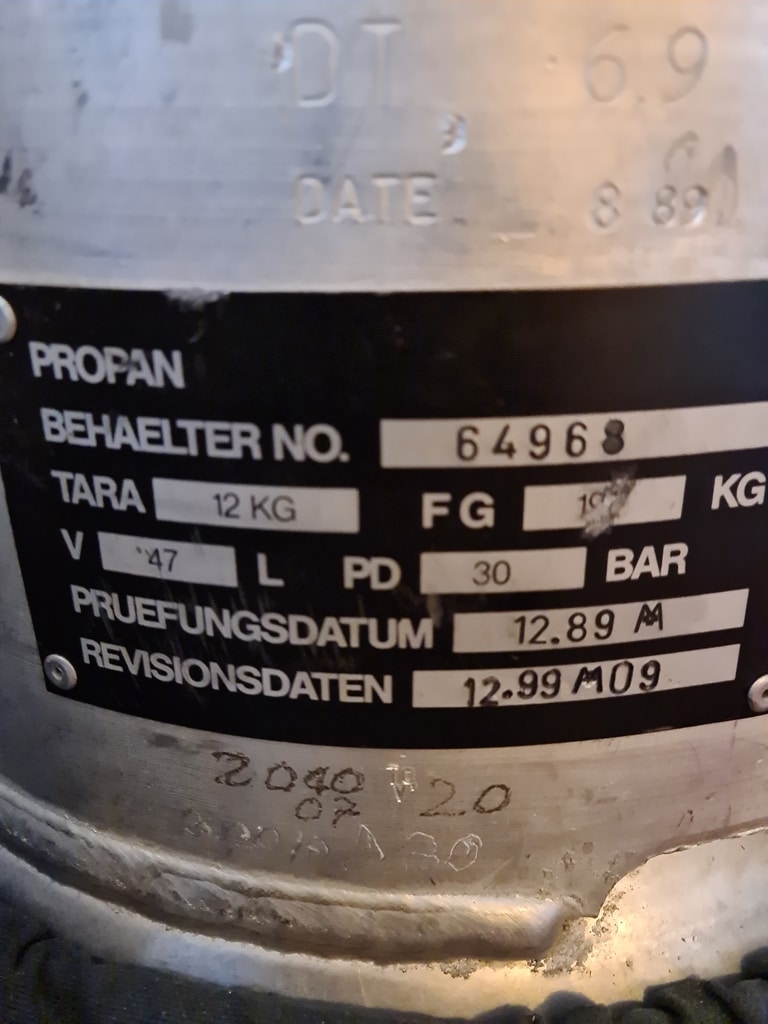 DT 6.9
DATE 8 89
PROPAN
BEHAELTER NO. 64968
TARA 12 KG FG KG
V 47 L PD 30 BAR
PRUEFUNGSDATUM 12.89 M
REVISIONSDATEN 12.99 M 09
2040 20
07